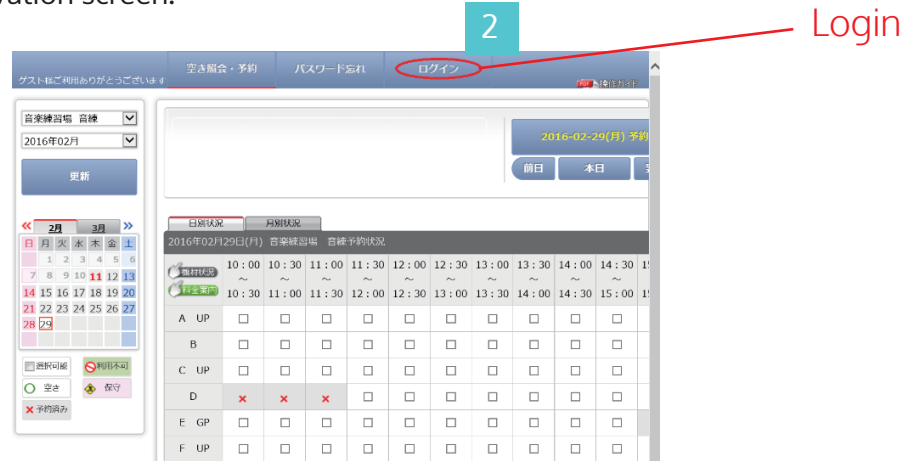 vation screen.
2
Login
空き照会・予約 パスワード忘れ ログイン
ゲスト様ご利用ありがとうございます
PDF 操作ガイド
音楽練習場 音練
2016年02月
更新
2016-02-29(月) 予約
前日 本日
2月 3月
日 月 火 水 木 金 土
1 2 3 4 5 6
7 8 9 10 11 12 13
14 15 16 17 18 19 20
21 22 23 24 25 26 27
28 29
選択可能 利用不可
空き 保守
予約済み
日別状況 月別状況
2016年02月29日(月) 音楽練習場 音練予約状況
機材状況
料金案内
10:00 10:30 11:00 11:30 12:00 12:30 13:00 13:30 14:00 14:30
～ ～ ～ ～ ～ ～ ～ ～ ～ ～
10:30 11:00 11:30 12:00 12:30 13:00 13:30 14:00 14:30 15:00
A UP
B
C UP
D
E GP
F UP